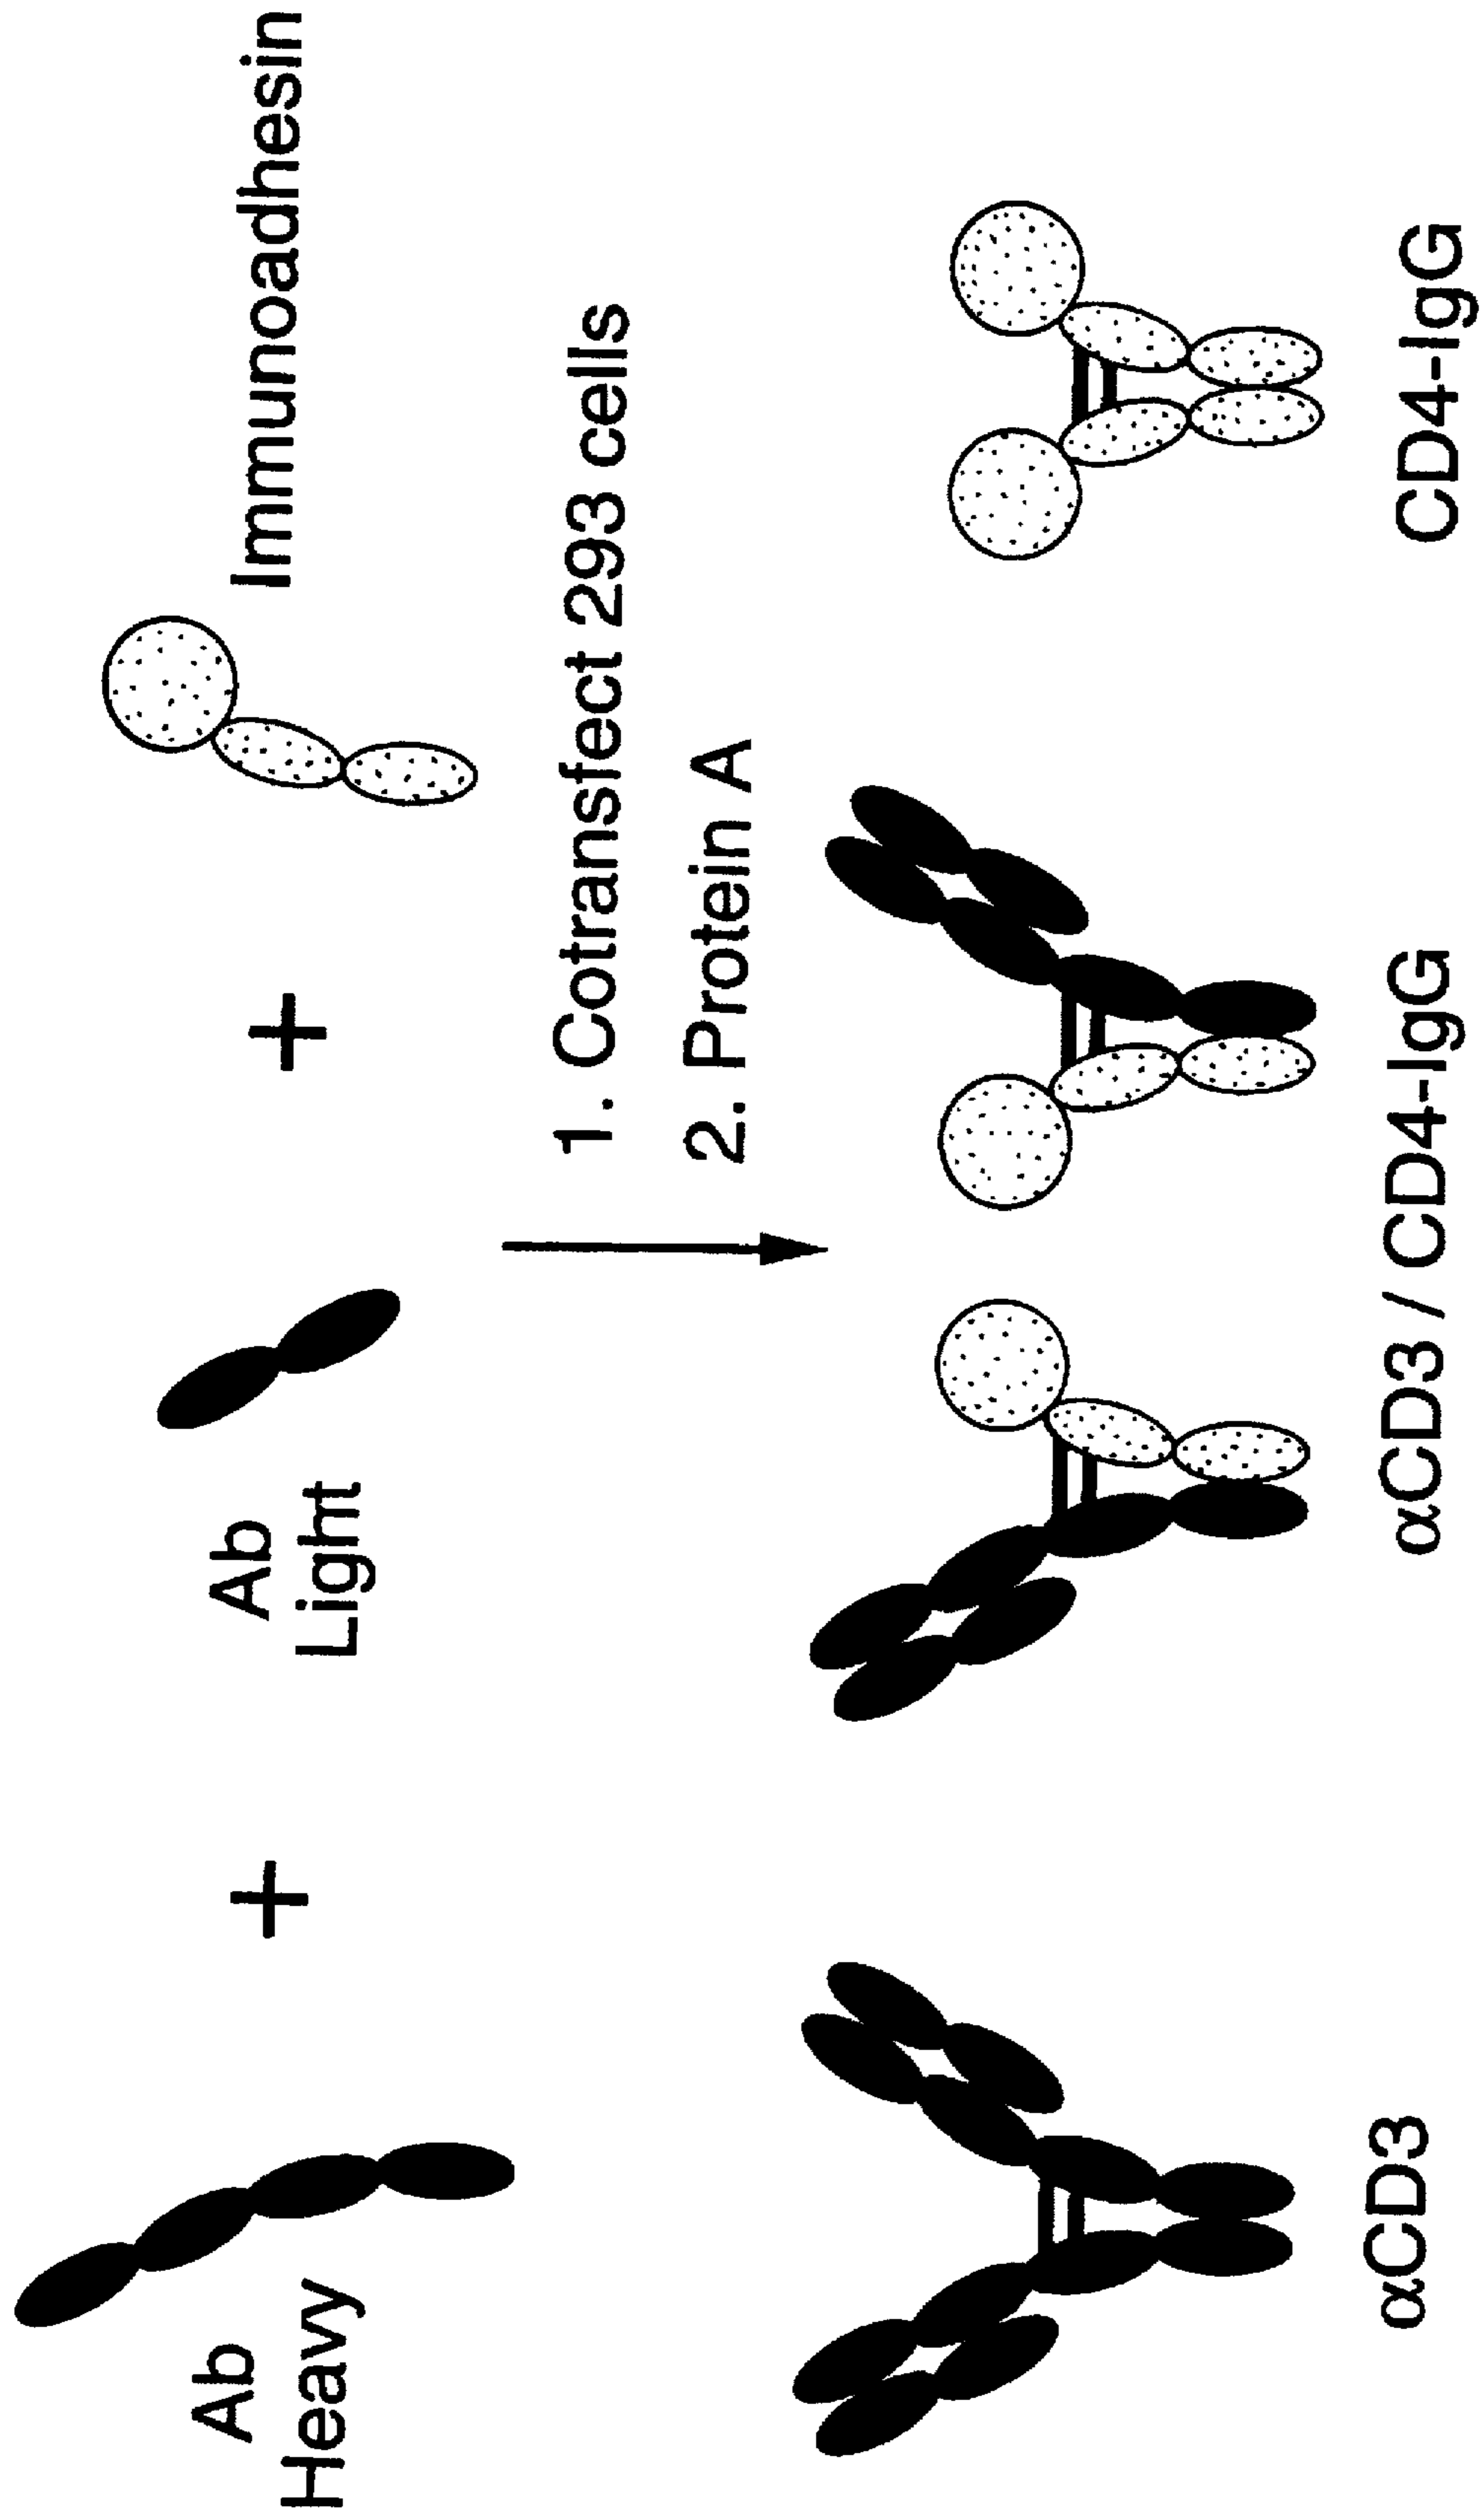 Ab
Heavy
+
Ab
Light
+
Immunoadhesin
1. Cotransfect 293 cells
2. Protein A
αCD3
αCD3 / CD4-IgG
CD4-IgG